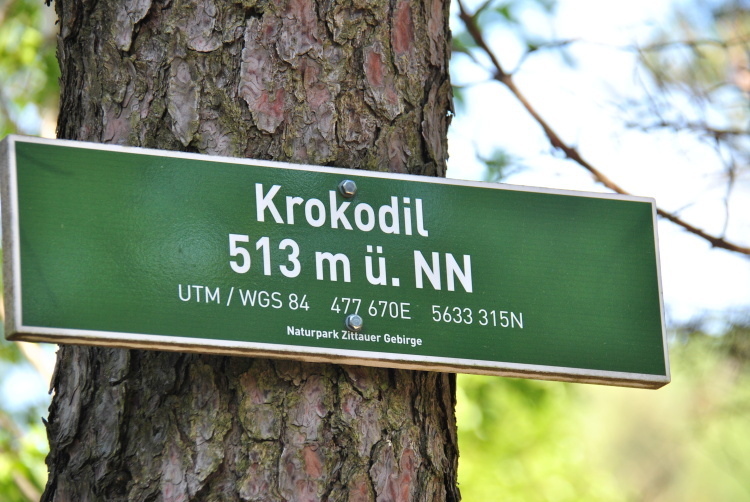 Krokodil
513 m ü. NN
UTM / WGS 84 477 670E 5633 315N
Naturpark Zittauer Gebirge